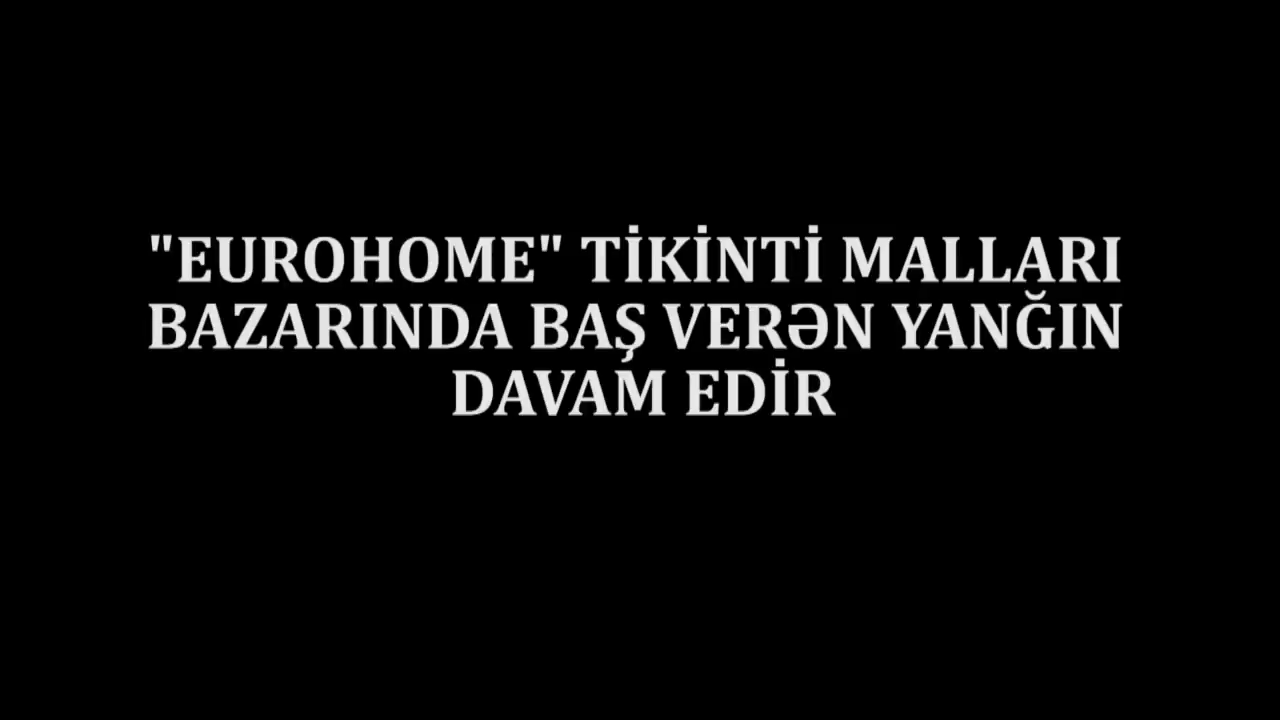 "EUROHOME" TİKİNTİ MALLARI
BAZARINDA BAŞ VERƏN YANĞIN
DAVAM EDİR